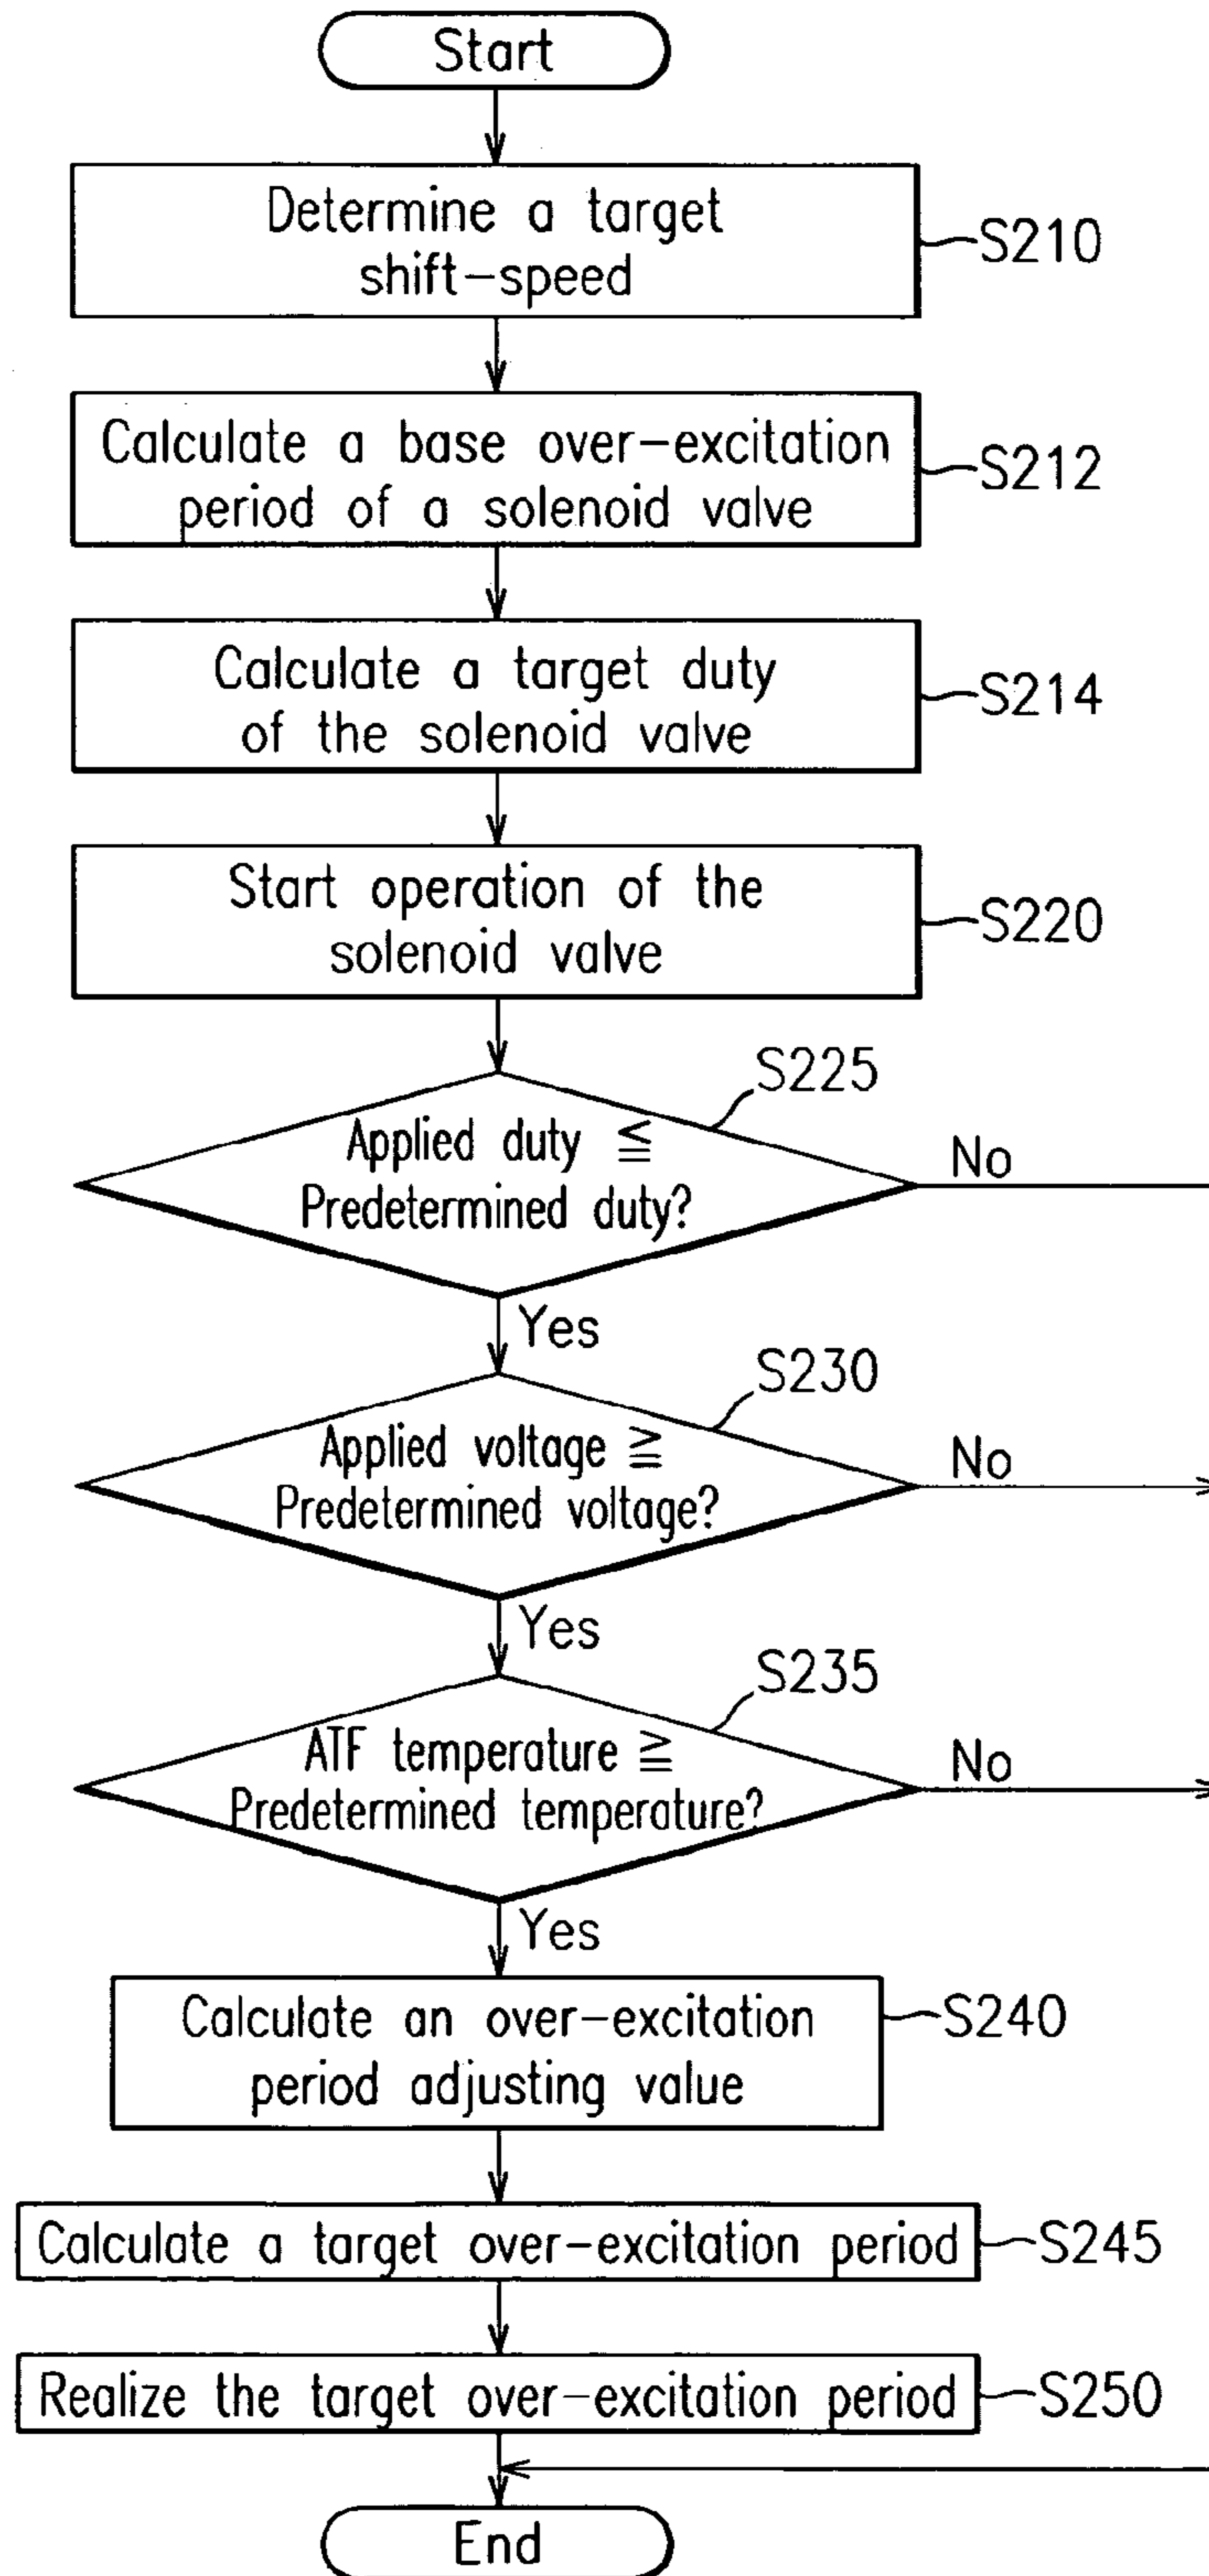 Start
Determine a target
shift-speed
S210
Calculate a base over-excitation
period of a solenoid valve
S212
Calculate a target duty
of the solenoid valve
S214
Start operation of the
solenoid valve
S220
S225
Applied duty ≦
Predetermined duty?
No
Yes
S230
Applied voltage ≧
Predetermined voltage?
No
Yes
S235
ATF temperature ≧
Predetermined temperature?
No
Yes
Calculate an over-excitation
period adjusting value
S240
Calculate a target over-excitation period
S245
Realize the target over-excitation period
S250
End